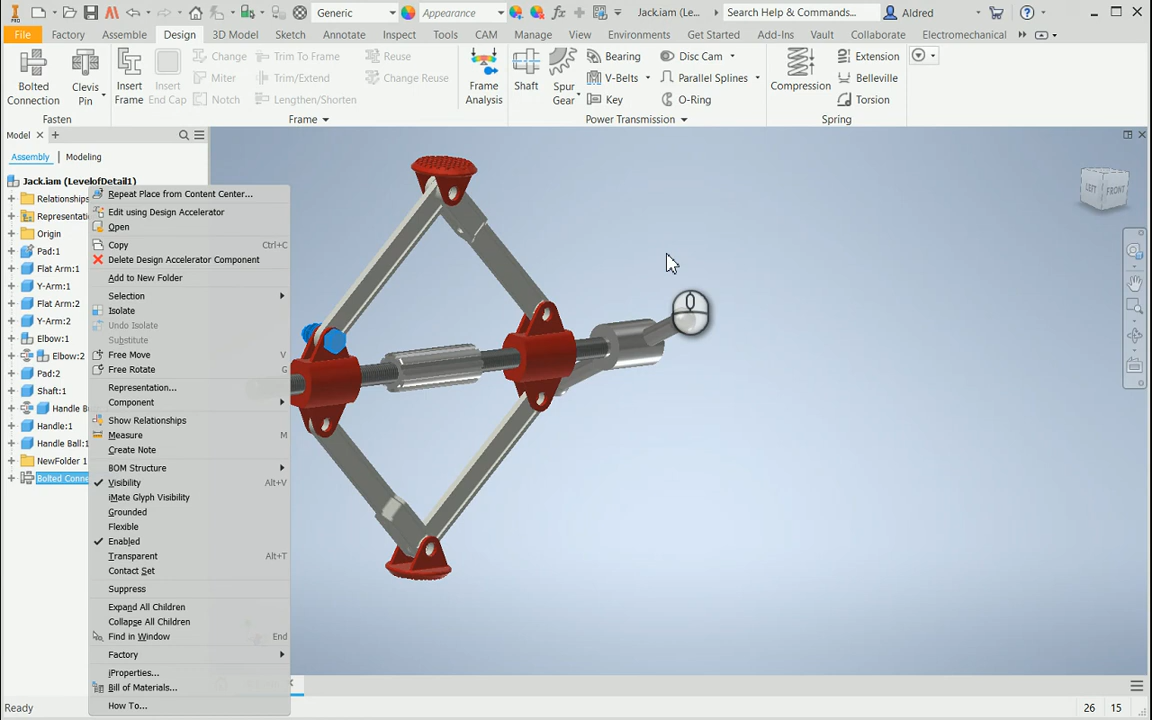 PRO
Generic
Appearance
Jack.iam (Le...
Search Help & Commands...
Aldred
File
Factory
Assemble
Design
3D Model
Sketch
Annotate
Inspect
Tools
CAM
Manage
View
Environments
Get Started
Add-Ins
Vault
Collaborate
Electromechanical
Bolted
Connection
Clevis
Pin
Fasten
Insert
Frame
Insert
End Cap
Change
Miter
Notch
Trim To Frame
Trim/Extend
Lengthen/Shorten
Reuse
Change Reuse
Frame
Frame
Analysis
Shaft
Spur
Gear
Bearing
V-Belts
Key
Disc Cam
Parallel Splines
O-Ring
Power Transmission
Compression
Extension
Belleville
Torsion
Spring
Model
Assembly
Modeling
Jack.iam (LevelofDetail1)
Relationships
Representati
Origin
Pad:1
Flat Arm:1
Y-Arm:1
Flat Arm:2
Y-Arm:2
Elbow:1
Elbow:2
Pad:2
Shaft:1
Handle B
Handle:1
Handle Ball:1
NewFolder 1
Bolted Conne
Repeat Place from Content Center...
Edit using Design Accelerator
Open
Copy Ctrl+C
Delete Design Accelerator Component
Add to New Folder
Selection
Isolate
Undo Isolate
Substitute
Free Move V
Free Rotate G
Representation...
Component
Show Relationships
Measure M
Create Note
BOM Structure
Visibility Alt+V
iMate Glyph Visibility
Grounded
Flexible
Enabled
Transparent Alt+T
Contact Set
Suppress
Expand All Children
Collapse All Children
Find in Window End
Factory
iProperties...
Bill of Materials...
How To...
LEFT
FRONT
Ready
26 15